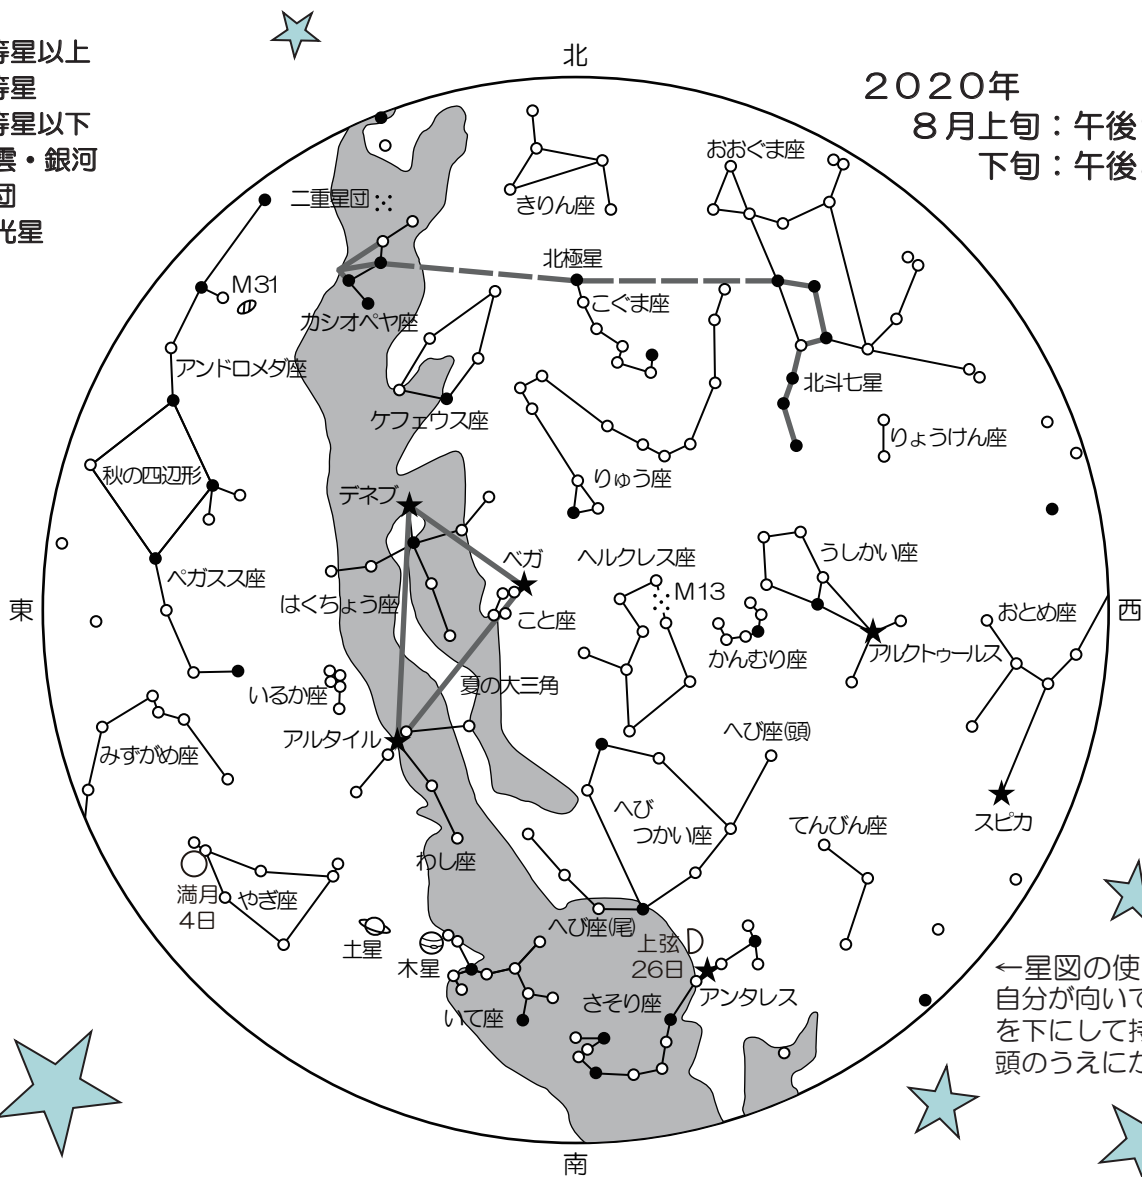 北
等星以上
等星
等星以下
雲・銀河
団
光星
2020年
8月上旬：午後
下旬：午後
おおぐま座
きりん座
二重星団
北極星
こぐま座
M31
カシオペヤ座
アンドロメダ座
ケフェウス座
北斗七星
りょうけん座
秋の四辺形
りゅう座
デネブ
ベガ
ヘルクレス座
M13
うしかい座
ペガスス座
はくちょう座
こと座
かんむり座
アルクトゥールス
おとめ座
東
西
いるか座
夏の大三角
アルタイル
みずがめ座
へび座(頭)
へび
つかい座
てんびん座
スピカ
わし座
満月
4日
やぎ座
へび座(尾)
上弦
26日
土星
木星
アンタレス
いて座
さそり座
←星図の使
自分が向いて
を下にして持
頭のうえにか
南